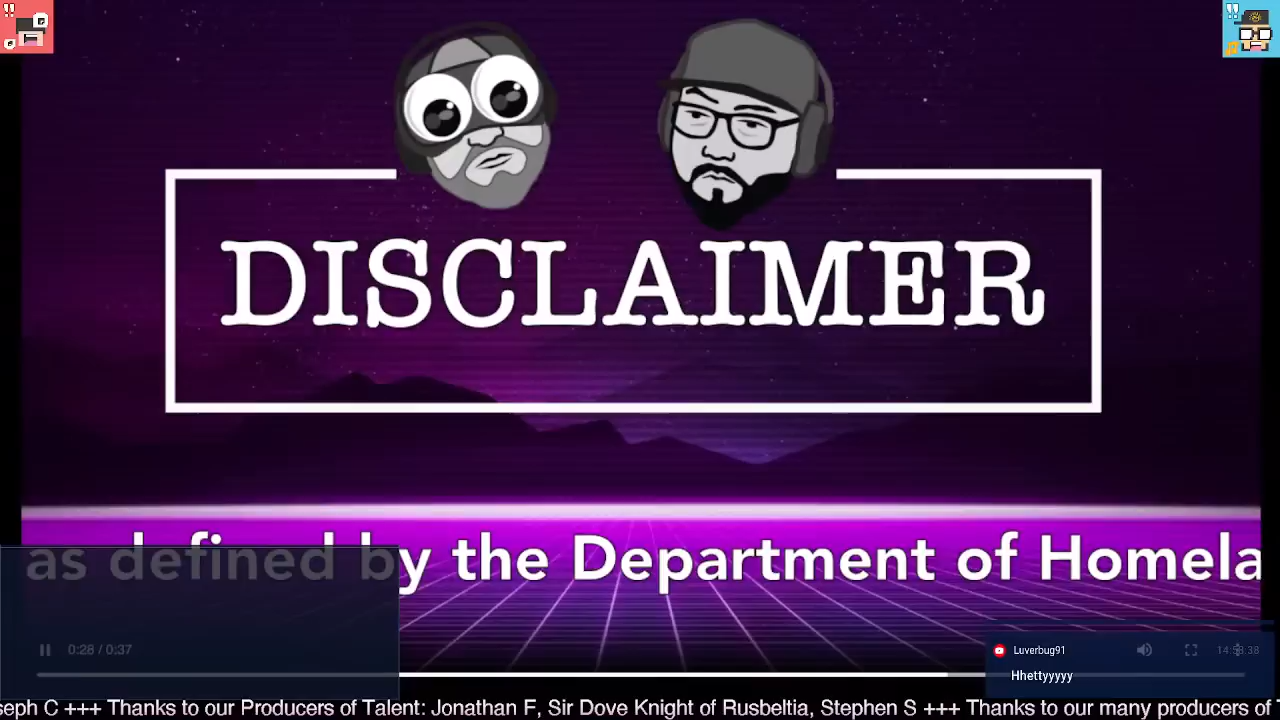 DISCLAIMER
as defined by the Department of Homela
0:28 / 0:37
Luverbug91
Hhettyyyyy
seph C +++ Thanks to our Producers of Talent: Jonathan F, Sir Dove Knight of Rusbeltia, Stephen S +++ Thanks to our many producers of